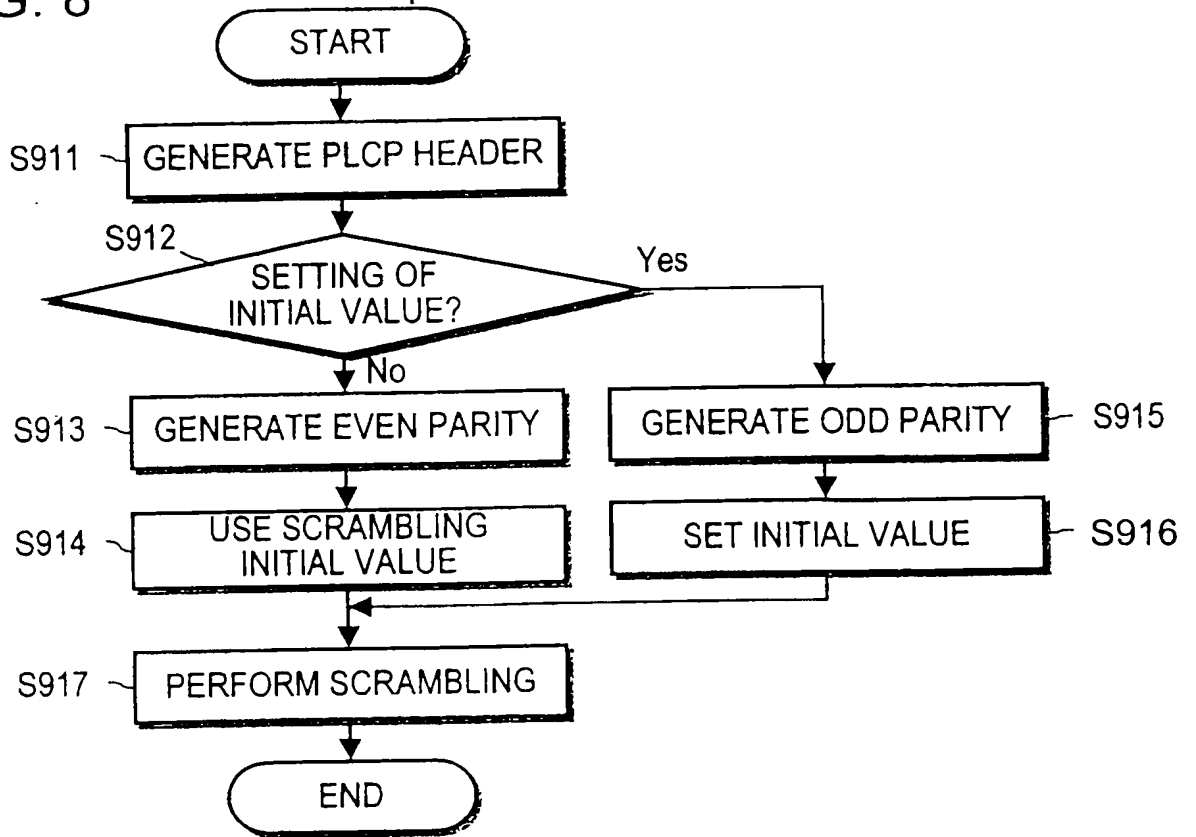 G. 8
START
S911
GENERATE PLCP HEADER
S912
SETTING OF
INITIAL VALUE?
Yes
No
S913
GENERATE EVEN PARITY
GENERATE ODD PARITY
S915
S914
USE SCRAMBLING
INITIAL VALUE
SET INITIAL VALUE
S916
S917
PERFORM SCRAMBLING
END